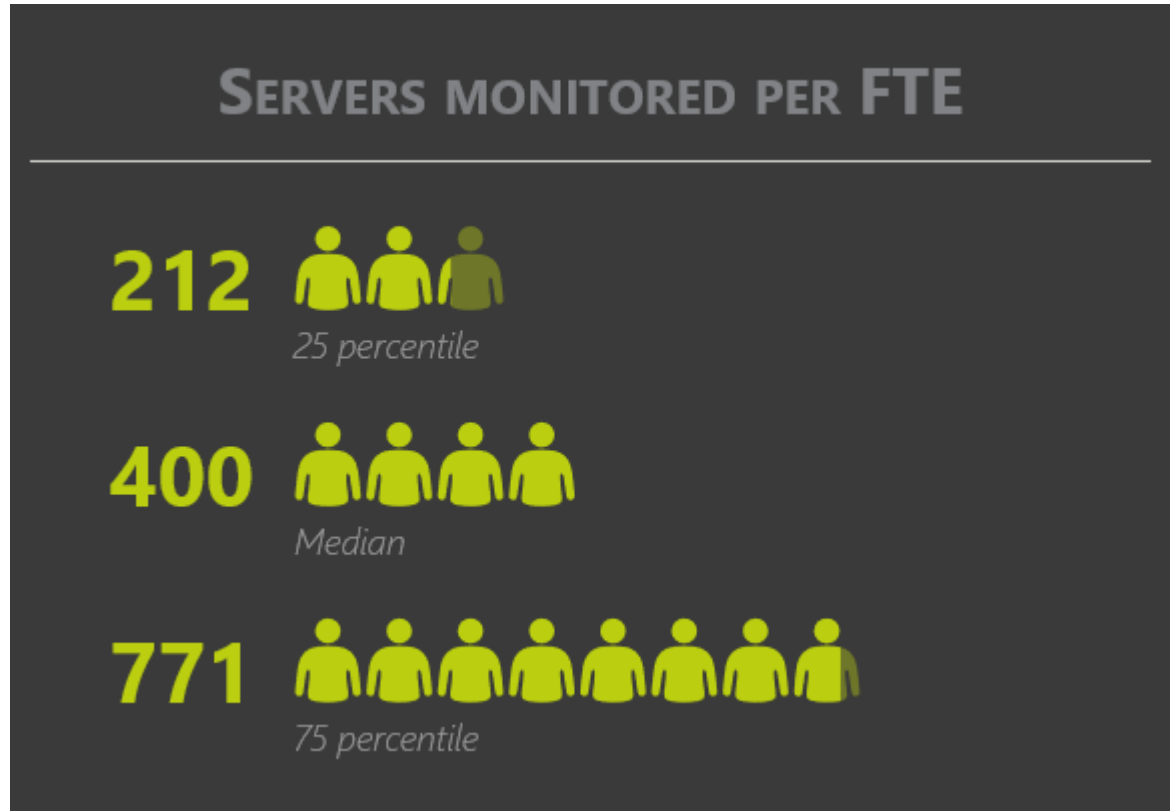 Servers monitored per FTE
212
25 percentile
400
Median
771
75 percentile